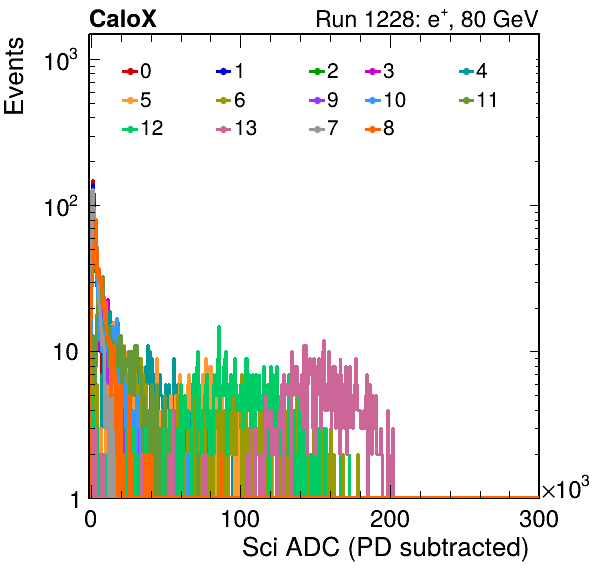 CaloX Run 1228: e⁺, 80 GeV
Events
10³
0 1 2 3 4
5 6 9 10 11
12 13 7 8
10²
10
1
0 100 200 300
×10³
Sci ADC (PD subtracted)